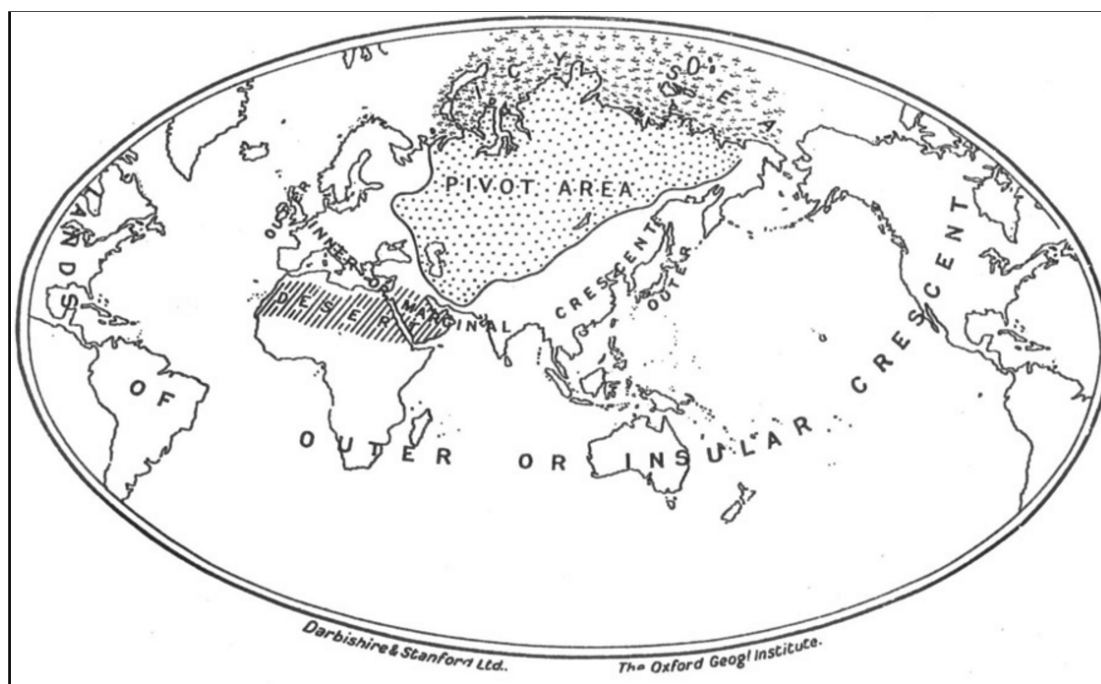 ICY SEA
PIVOT AREA
OUTER
INNER OR MARGINAL CRESCENT
OUTER
DESERT
LANDS OF OUTER OR INSULAR CRESCENT
Darbishire & Stanford Ltd.
The Oxford Geogl Institute.